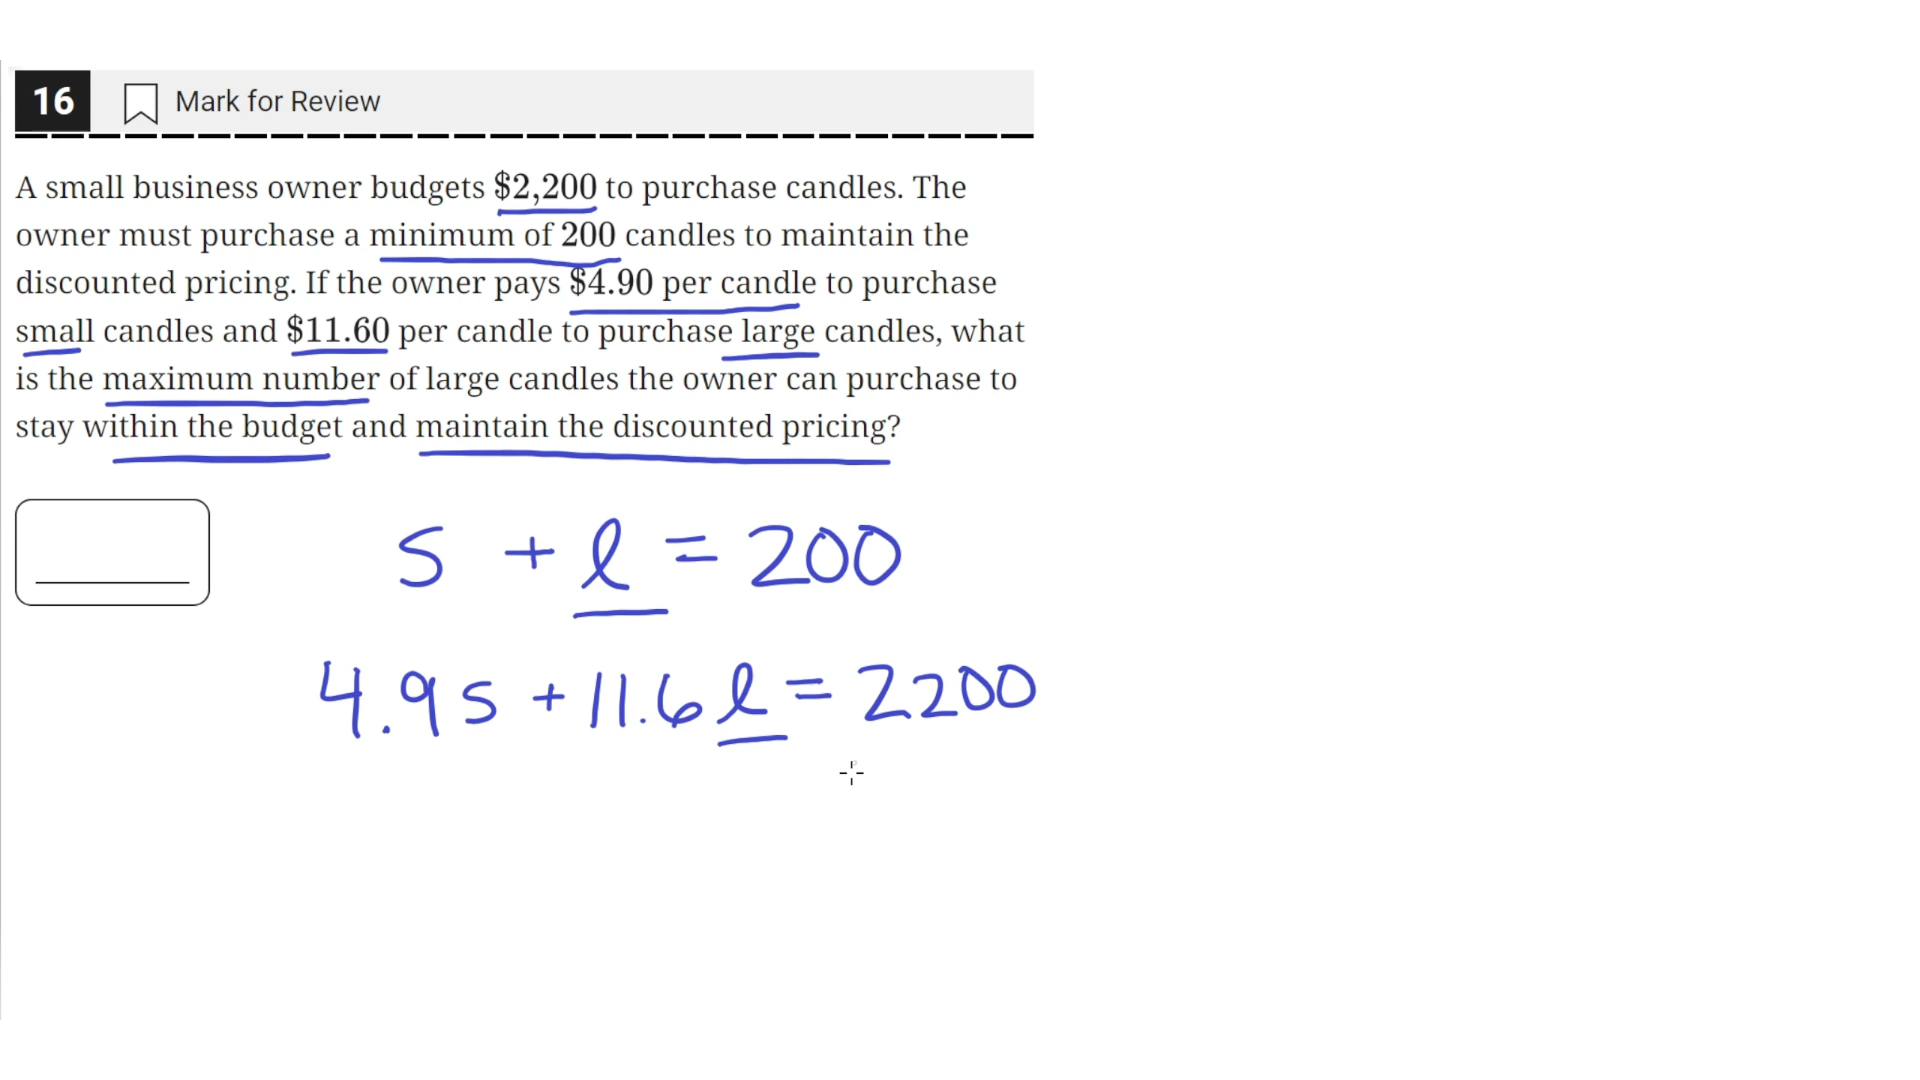 16 Mark for Review
A small business owner budgets $2,200 to purchase candles. The
owner must purchase a minimum of 200 candles to maintain the
discounted pricing. If the owner pays $4.90 per candle to purchase
small candles and $11.60 per candle to purchase large candles, what
is the maximum number of large candles the owner can purchase to
stay within the budget and maintain the discounted pricing?
s + l = 200
4.9s + 11.6l = 2200